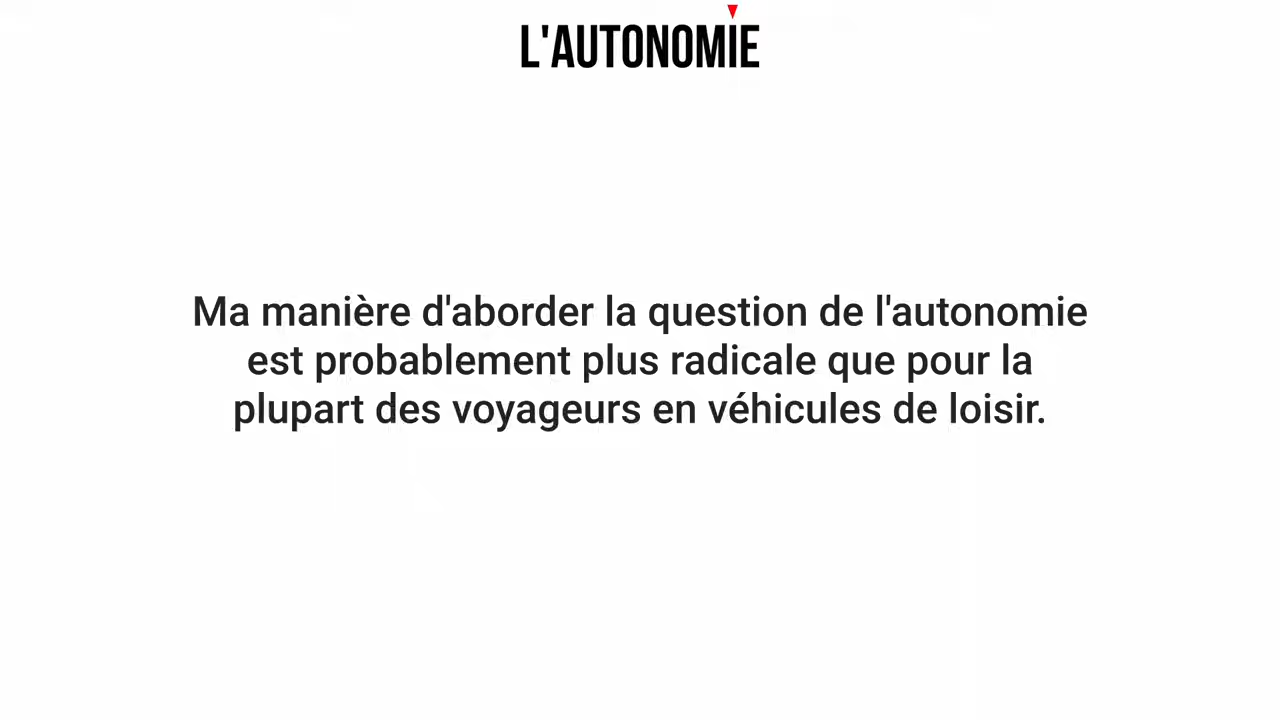 L'AUTONOMIE
Ma manière d'aborder la question de l'autonomie
est probablement plus radicale que pour la
plupart des voyageurs en véhicules de loisir.